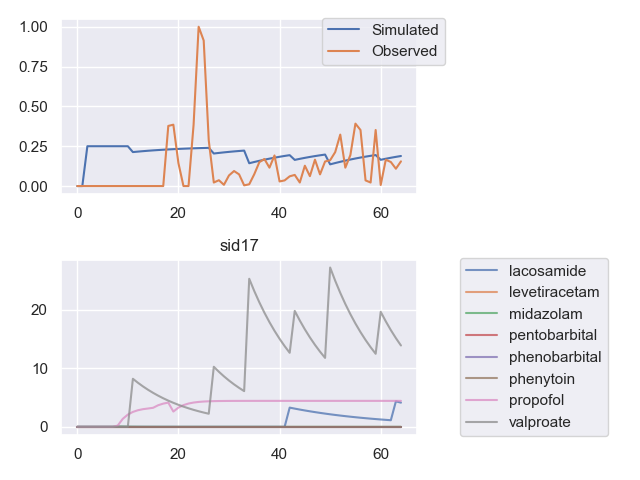 1.00
0.75
0.50
0.25
0.00
0
20
40
60
Simulated
Observed
sid17
20
10
0
0
20
40
60
lacosamide
levetiracetam
midazolam
pentobarbital
phenobarbital
phenytoin
propofol
valproate